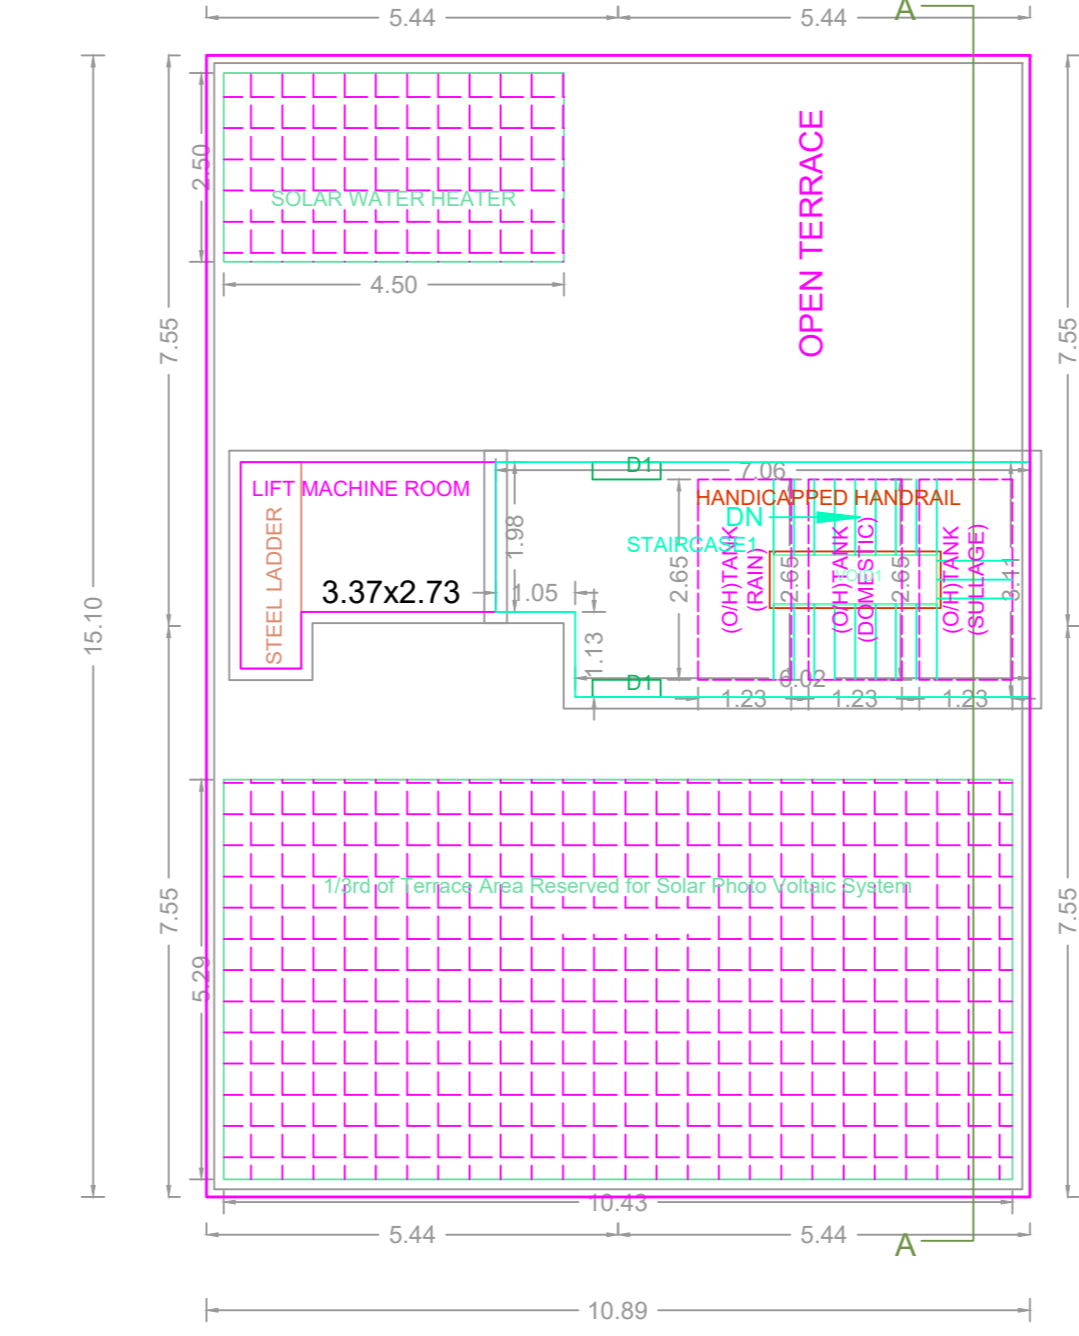 5.44
5.44
A
OPEN TERRACE
2.50
SOLAR WATER HEATER
4.50
7.55
7.55
15.10
LIFT MACHINE ROOM
STEEL LADDER
3.37x2.73
D1
7.06
HANDICAPPED HANDRAIL
DN
STAIRCASE1
1.98
1.05
1.13
2.65
(O/H)TANK
(RAIN)
2.65
(O/H)TANK
(DOMESTIC)
2.65
(O/H)TANK
(SULLAGE)
3.11
D1
6.02
1.23
1.23
1.23
1/3rd of Terrace Area Reserved for Solar Photo Voltaic System
7.55
5.29
7.55
10.43
5.44
5.44
A
10.89